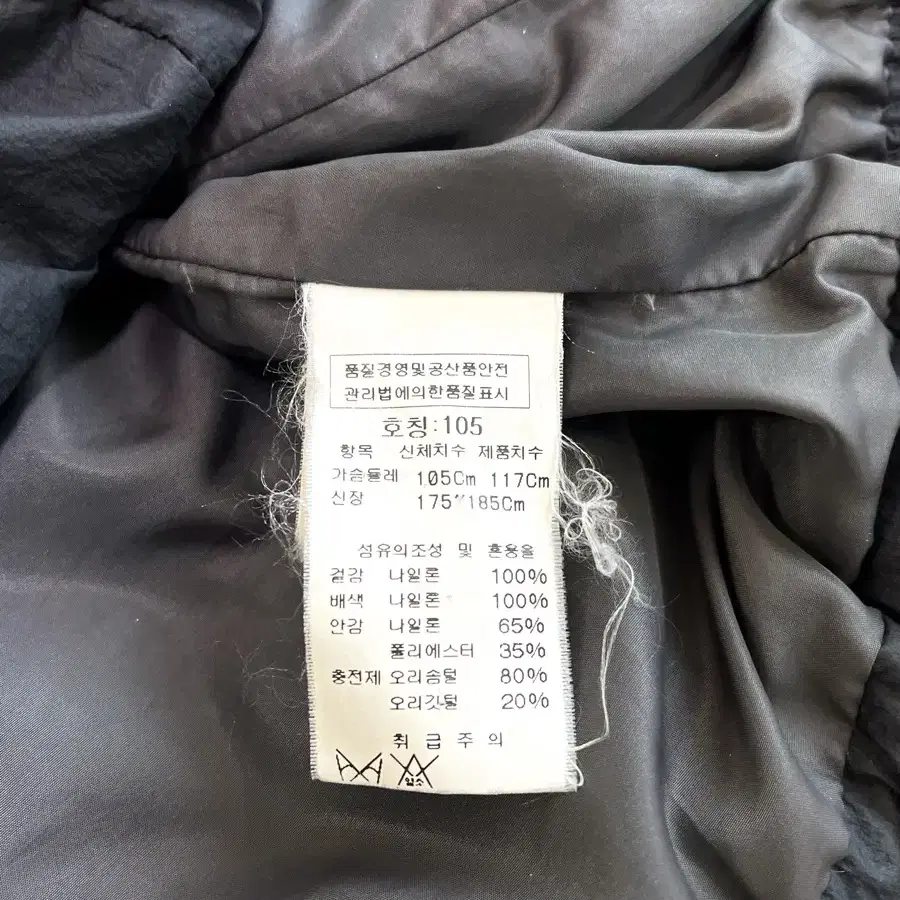 품질경영및공산품안전
관리법에의한품질표시
호칭:105
항목 신체치수 제품치수
가슴둘레 105Cm 117Cm
신장 175~185Cm
섬유의조성 및 혼용율
겉감 나일론 100%
배색 나일론 100%
안감 나일론 65%
폴리에스터 35%
충전제 오리솜털 80%
오리깃털 20%
취급주의